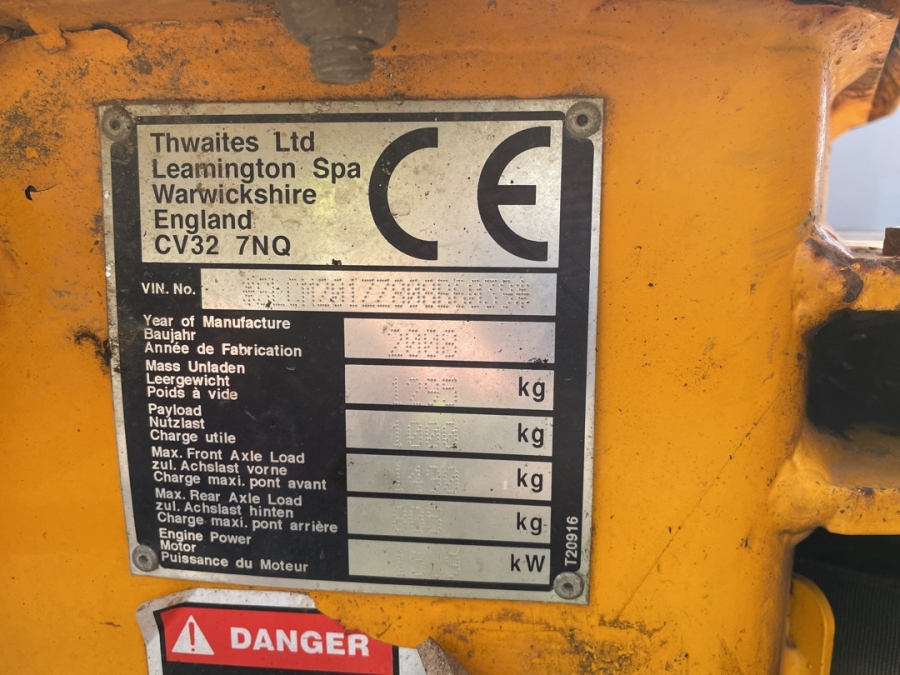 Thwaites Ltd
Leamington Spa
Warwickshire
England
CV32 7NQ
CE
VIN. No.
Year of Manufacture
Baujahr
Année de Fabrication
Mass Unladen
Leergewicht
Poids à vide
kg
Payload
Nutzlast
Charge utile
1000 kg
Max. Front Axle Load
zul. Achslast vorne
Charge maxi. pont avant
kg
Max. Rear Axle Load
zul. Achslast hinten
Charge maxi. pont arrière
kg
Engine Power
Motor
Puissance du Moteur
kW
T20916
DANGER